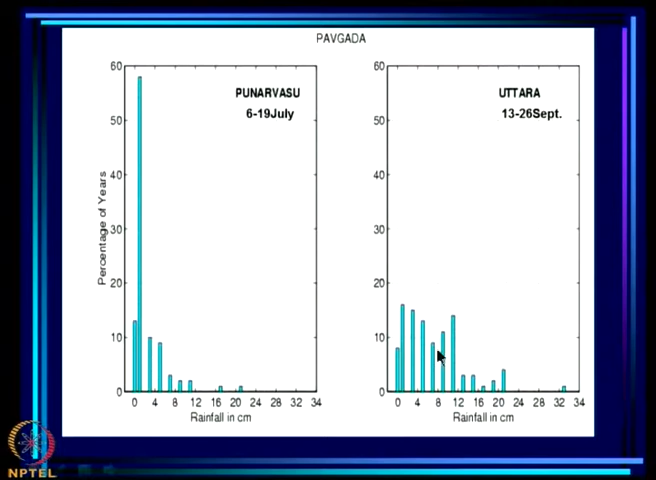 PAVGADA
PUNARVASU
6-19July
Percentage of Years
60
50
40
30
20
10
0
0 4 8 12 16 20 24 28 32 34
Rainfall in cm
UTTARA
13-26Sept.
60
50
40
30
20
10
0
0 4 8 12 16 20 24 28 32 34
Rainfall in cm
NPTEL